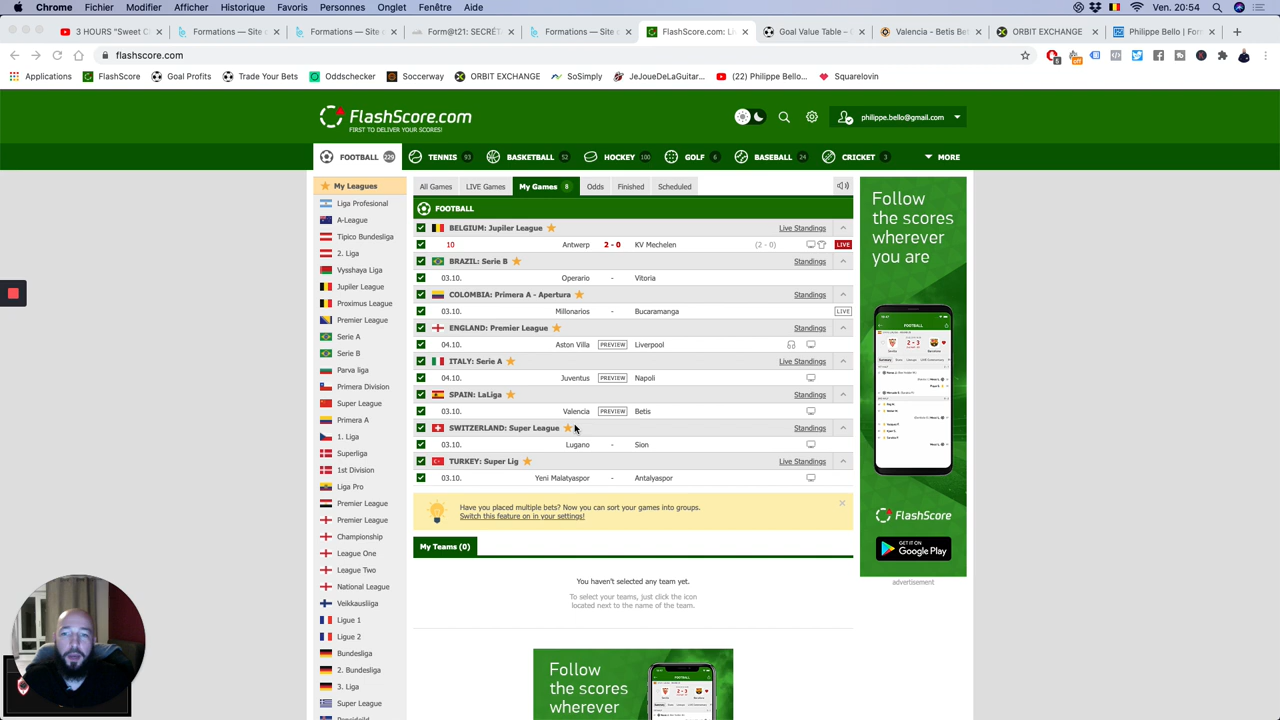 Chrome Fichier Modifier Affichage Historique Favoris Personnes Onglet Fenêtre Aide Ven. 20:54
3 HOURS "Sweet C Formations — Site o Formations — Site o Form@t21: SECRÉT Formations — Site o FlashScore.com: Li Goal Value Table – G Valencia - Betis Bet ORBIT EXCHANGE Philippe Bello | For
flashscore.com
Applications FlashScore Goal Profits Trade Your Bets Oddschecker Soccerway ORBIT EXCHANGE SoSimply JeJoueDeLaGuitar... (22) Philippe Bello... Squarelovin
FlashScore.com
FIRST TO DELIVER YOUR SCORES!
philippe.bello@gmail.com
FOOTBALL 229 TENNIS 93 BASKETBALL 52 HOCKEY 100 GOLF 6 BASEBALL 24 CRICKET 3 MORE
My Leagues
Liga Profesional
A-League
Tipico Bundesliga
2. Liga
Vysshaya Liga
Jupiler League
Proximus League
Premier League
Serie A
Serie B
Parva liga
Primera Division
Super League
Primera A
1. Liga
Superliga
1st Division
Liga Pro
Premier League
Premier League
Championship
League One
League Two
National League
Veikkausliiga
Ligue 1
Ligue 2
Bundesliga
2. Bundesliga
3. Liga
Super League
All Games LIVE Games My Games 8 Odds Finished Scheduled
FOOTBALL
BELGIUM: Jupiler League Live Standings
10 Antwerp 2 - 0 KV Mechelen (2 - 0) LIVE
BRAZIL: Serie B Standings
03.10. Operario - Vitoria
COLOMBIA: Primera A - Apertura Standings
03.10. Millonarios - Bucaramanga LIVE
ENGLAND: Premier League Standings
04.10. Aston Villa PREVIEW Liverpool
ITALY: Serie A Live Standings
04.10. Juventus PREVIEW Napoli
SPAIN: LaLiga Standings
03.10. Valencia PREVIEW Betis
SWITZERLAND: Super League Standings
03.10. Lugano - Sion
TURKEY: Super Lig Live Standings
03.10. Yeni Malatyaspor - Antalyaspor
Have you placed multiple bets? Now you can sort your games into groups.
Switch this feature on in your settings!
My Teams (0)
You haven't selected any team yet.
To select your teams, just click the icon
located next to the name of the team.
Follow
the scores
wherever
Follow
the scores
wherever
you are
FlashScore
GET IT ON
Google Play
advertisement